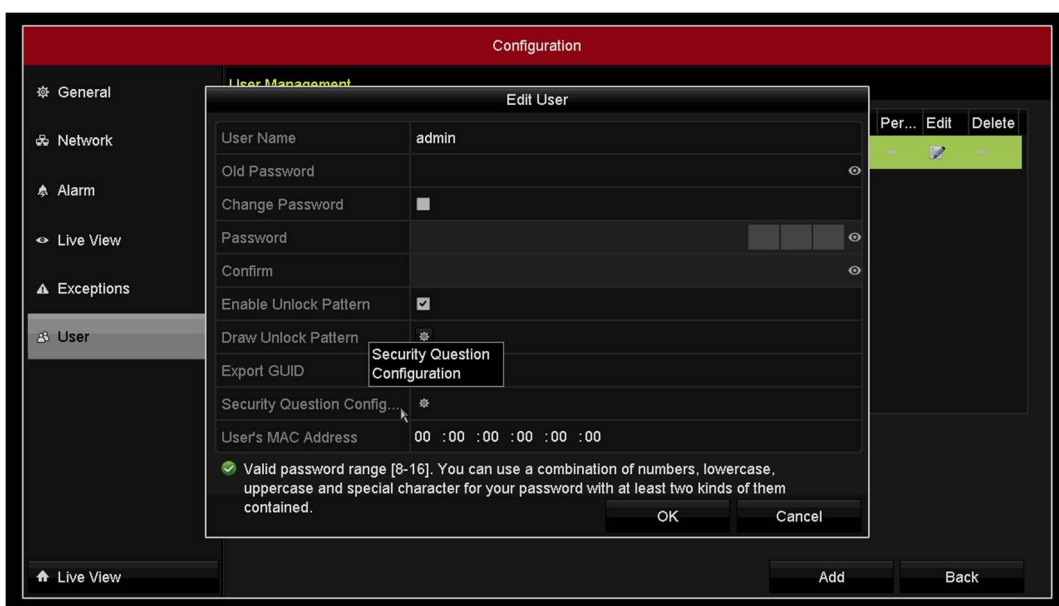 Configuration
General
Network
Alarm
Live View
Exceptions
User
Live View
User Management
Per... Edit Delete
Edit User
User Name admin
Old Password
Change Password
Password
Confirm
Enable Unlock Pattern
Draw Unlock Pattern
Export GUID
Security Question Config...
User's MAC Address 00 :00 :00 :00 :00 :00
Security Question
Configuration
Valid password range [8-16]. You can use a combination of numbers, lowercase,
uppercase and special character for your password with at least two kinds of them
contained.
OK Cancel
Add Back